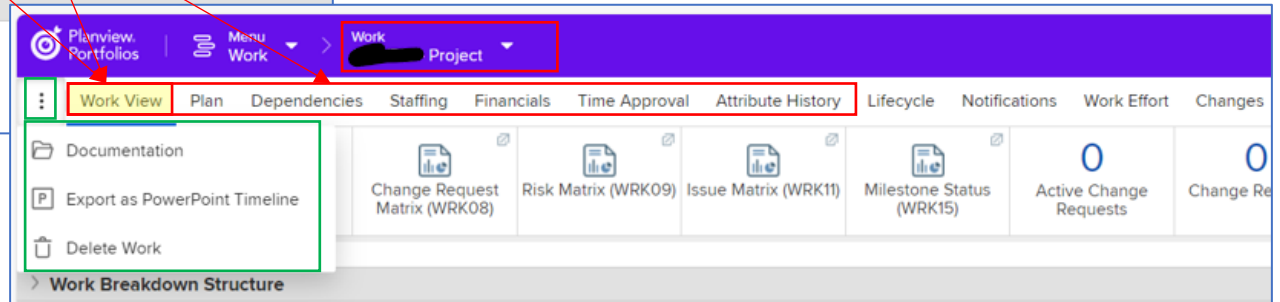 Planview.
Portfolios
Menu
Work
Work
Project
Work View Plan Dependencies Staffing Financials Time Approval Attribute History Lifecycle Notifications Work Effort Changes
Documentation
Export as PowerPoint Timeline
Delete Work
Change Request
Matrix (WRK08)
Risk Matrix (WRK09)
Issue Matrix (WRK11)
Milestone Status
(WRK15)
0
Active Change
Requests
0
Change Re
Work Breakdown Structure